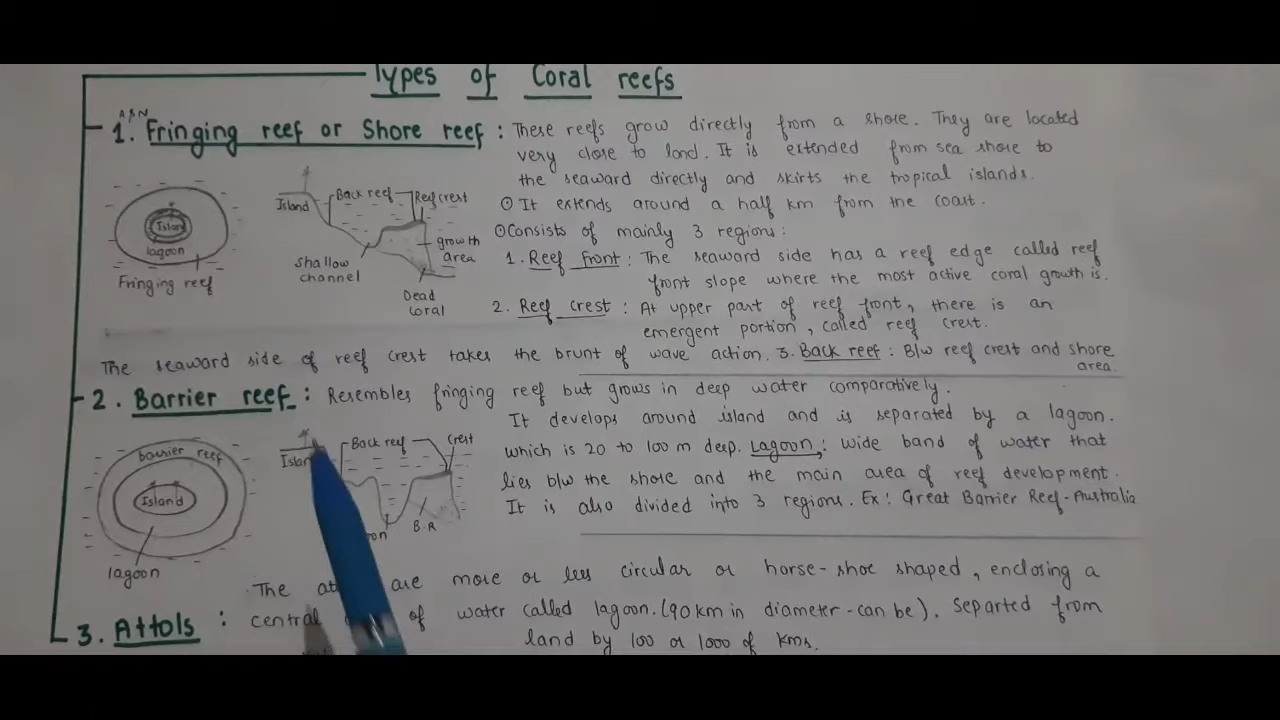 Types of Coral reefs
A & N
1. Fringing reef or Shore reef : These reefs grow directly from a shore. They are located
very close to land. It is extended from sea shore to
the seaward directly and skirts the tropical islands.
⊙ It extends around a half km from the coast.
⊙ Consists of mainly 3 regions:
1. Reef front : The seaward side has a reef edge called reef
front slope where the most active coral growth is.
2. Reef crest : At upper part of reef front, there is an
emergent portion, called reef crest.
Islan
lagoon
Fringing reef
Island
Back reef
Reef crest
growth
area
shallow
channel
Dead
coral
The seaward side of reef crest takes the brunt of wave action. 3. Back reef : B/w reef crest and shore
area.
2. Barrier reef : Resembles fringing reef but grows in deep water comparatively.
It develops around island and is separated by a lagoon.
which is 20 to 100 m deep. Lagoon : wide band of water that
lies b/w the shore and the main area of reef development.
It is also divided into 3 regions. Ex : Great Barrier Reef - Australia
barrier reef
Island
lagoon
Islan
Back reef
Crest
on
B.R
The at are more or less circular or horse-shoe shaped, enclosing a
3. Attols : central of water called lagoon. (90 km in diameter - can be). Separted from
land by 100 or 1000 of kms.